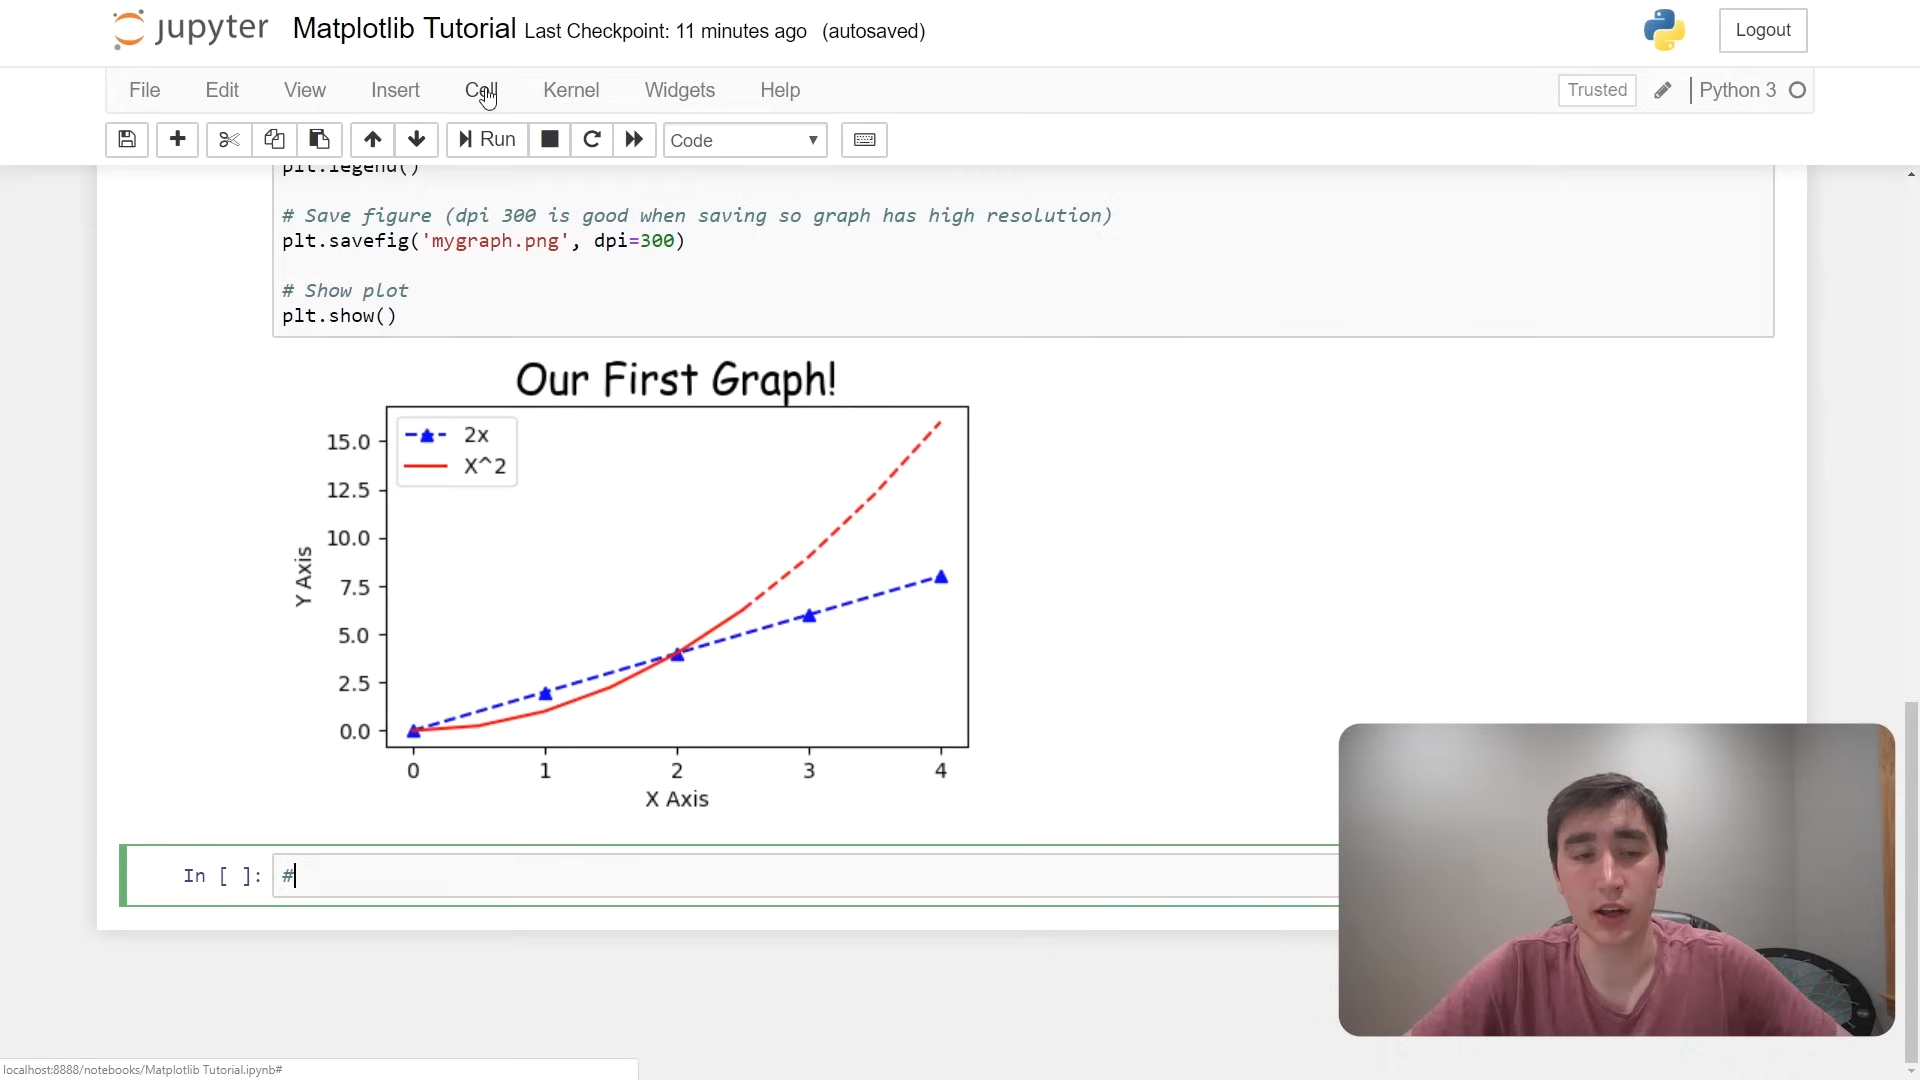 jupyter Matplotlib Tutorial Last Checkpoint: 11 minutes ago (autosaved) Logout
File Edit View Insert Cell Kernel Widgets Help Trusted Python 3
Run Code
plt.legend()
# Save figure (dpi 300 is good when saving so graph has high resolution)
plt.savefig('mygraph.png', dpi=300)
# Show plot
plt.show()
Our First Graph!
2x
X^2
15.0
12.5
10.0
7.5
5.0
2.5
0.0
Y Axis
0 1 2 3 4
X Axis
In [ ]: #
localhost:8888/notebooks/Matplotlib Tutorial.ipynb#